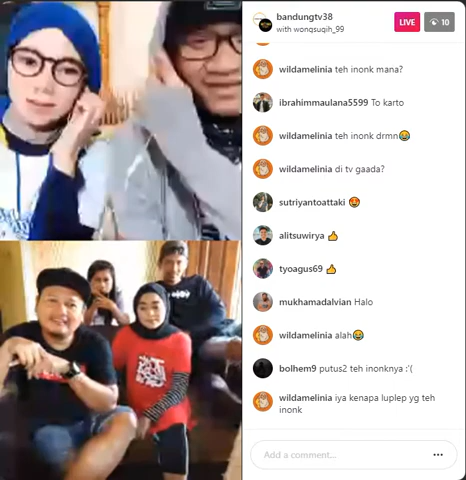 bandungtv38
with wonqsuqih_99
LIVE
10
wildamelinia teh inonk mana?
ibrahimmaulana5599 To karto
wildamelinia teh inonk drmn😂
wildamelinia di tv gaada?
sutriyantoattaki 😍
alitsuwirya 👍
tyoagus69 👍
mukhamadalvian Halo
wildamelinia alah😂
bolhem9 putus2 teh inonknya :'(
wildamelinia iya kenapa luplep yg teh
inonk
Add a comment...